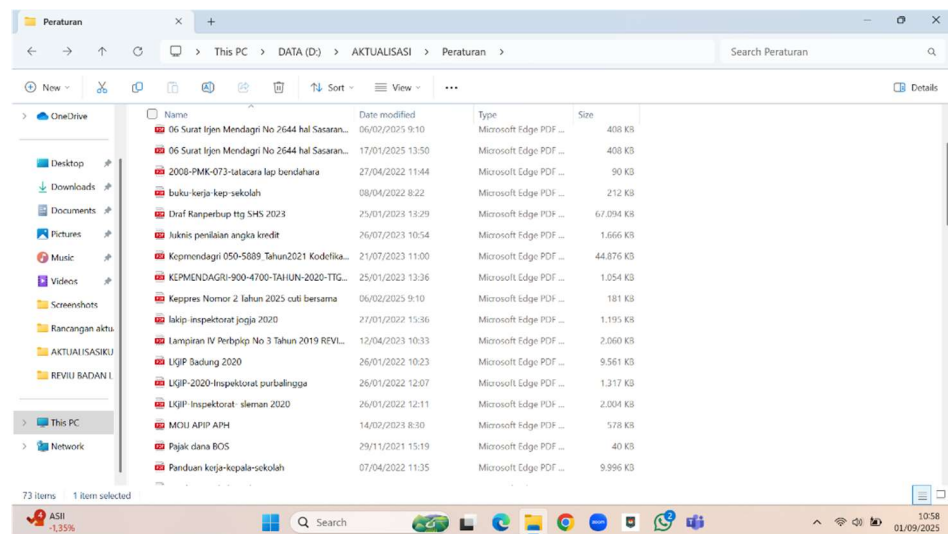 Peraturan
This PC > DATA (D:) > AKTUALISASI > Peraturan >
Search Peraturan
New
Sort
View
Details
OneDrive
Desktop
Downloads
Documents
Pictures
Music
Videos
Screenshots
Rancangan aktu
AKTUALISASIKU
REVIU BADAN L
This PC
Network
Name Date modified Type Size
06 Surat Irjen Mendagri No 2644 hal Sasaran... 06/02/2025 9:10 Microsoft Edge PDF ... 408 KB
06 Surat Irjen Mendagri No 2644 hal Sasaran... 17/01/2025 13:50 Microsoft Edge PDF ... 408 KB
2008-PMK-073-tatacara lap bendahara 27/04/2022 11:44 Microsoft Edge PDF ... 90 KB
buku-kerja-kep-sekolah 08/04/2022 8:22 Microsoft Edge PDF ... 212 KB
Draf Ranperbup ttg SHS 2023 25/01/2023 13:29 Microsoft Edge PDF ... 67.094 KB
Juknis penilaian angka kredit 26/07/2023 10:54 Microsoft Edge PDF ... 1.666 KB
Kepmendagri 050-5889_Tahun2021 Kodefika... 21/07/2023 11:00 Microsoft Edge PDF ... 44.876 KB
KEPMENDAGRI-900-4700-TAHUN-2020-TTG... 25/01/2023 13:36 Microsoft Edge PDF ... 1.054 KB
Keppres Nomor 2 Tahun 2025 cuti bersama 06/02/2025 9:10 Microsoft Edge PDF ... 181 KB
lakip-inspektorat jogja 2020 27/01/2022 15:36 Microsoft Edge PDF ... 1.195 KB
Lampiran IV Perbpkp No 3 Tahun 2019 REVI... 12/04/2023 10:33 Microsoft Edge PDF ... 2.060 KB
LKjIP Badung 2020 26/01/2022 10:23 Microsoft Edge PDF ... 9.561 KB
LKjIP-2020-Inspektorat purbalingga 26/01/2022 12:07 Microsoft Edge PDF ... 1.317 KB
LKjIP-Inspektorat- sleman 2020 26/01/2022 12:11 Microsoft Edge PDF ... 2.004 KB
MOU APIP APH 14/02/2023 8:30 Microsoft Edge PDF ... 578 KB
Pajak dana BOS 29/11/2021 15:19 Microsoft Edge PDF ... 40 KB
Panduan kerja-kepala-sekolah 07/04/2022 11:35 Microsoft Edge PDF ... 9.996 KB
73 items 1 item selected
4
ASII
-1,35%
Search
zoom
2
10:58
01/09/2025